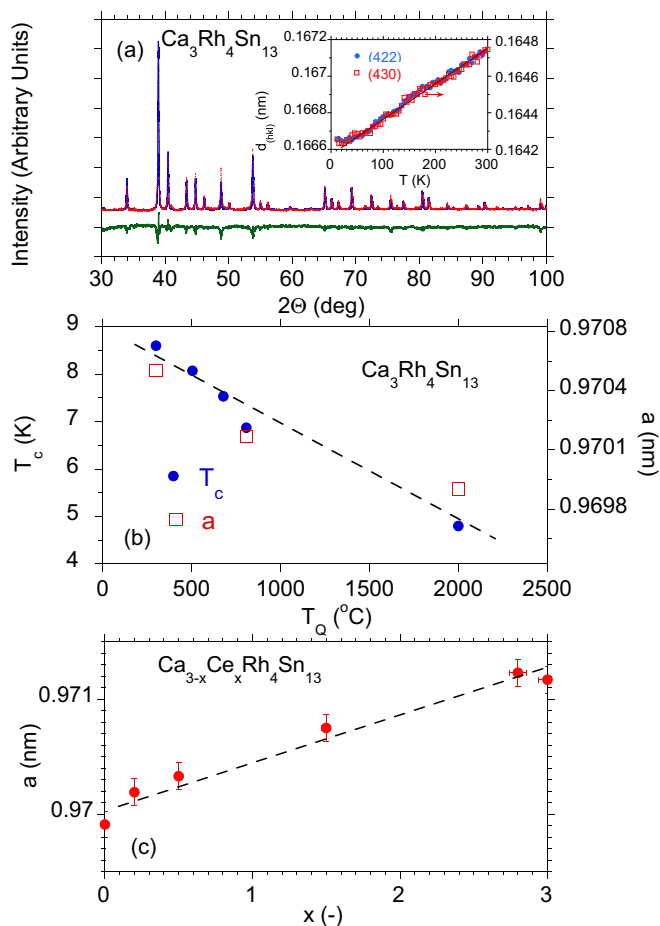 (a)
Ca3Rh4Sn13
Intensity (Arbitrary Units)
30 40 50 60 70 80 90 100
2Θ (deg)
(422)
(430)
d(hkl) (nm)
0.1672
0.167
0.1668
0.1666
0.1648
0.1646
0.1644
0.1642
0 100 200 300
T (K)
9
8
7
6
5
4
Tc (K)
Ca3Rh4Sn13
Tc
a
(b)
0.9708
0.9704
0.9701
0.9698
a (nm)
0 500 1000 1500 2000 2500
TQ (oC)
Ca3-xCexRh4Sn13
0.971
0.97
a (nm)
(c)
0 1 2 3
x (-)